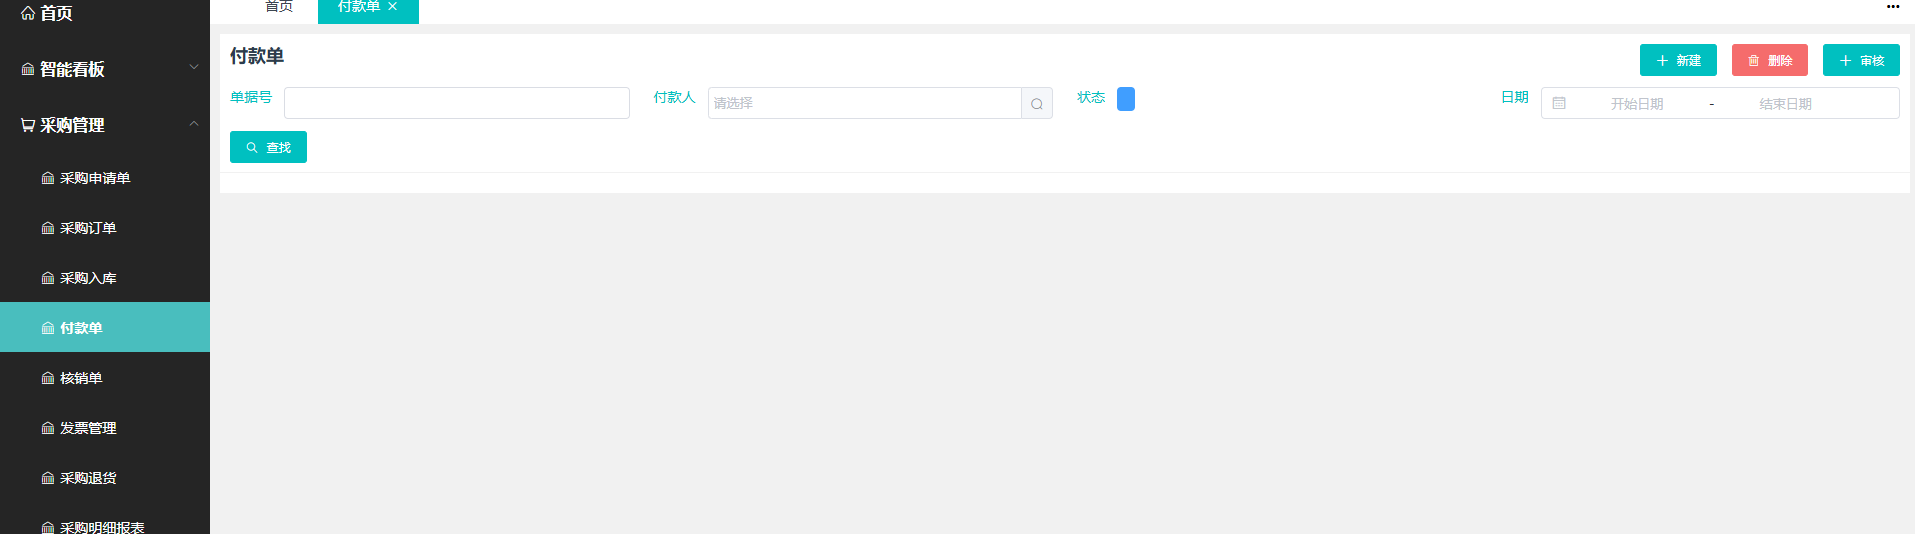 首页
智能看板
采购管理
采购申请单
采购订单
采购入库
付款单
核销单
发票管理
采购退货
采购明细报表
首页 付款单
付款单
新建 删除 审核
单据号 付款人 请选择 状态 日期 开始日期 - 结束日期
查找